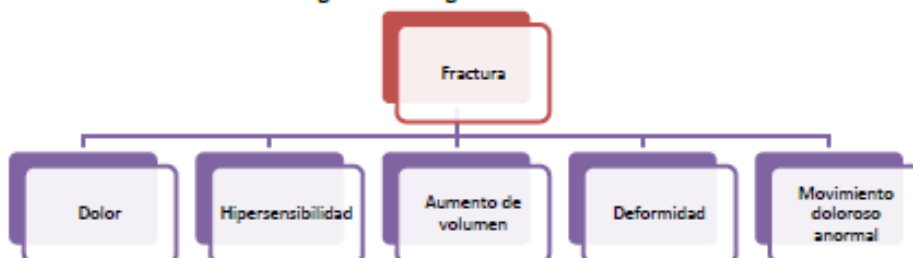 Fractura
Dolor
Hipersensibilidad
Aumento de
volumen
Deformidad
Movimiento
doloroso
anormal